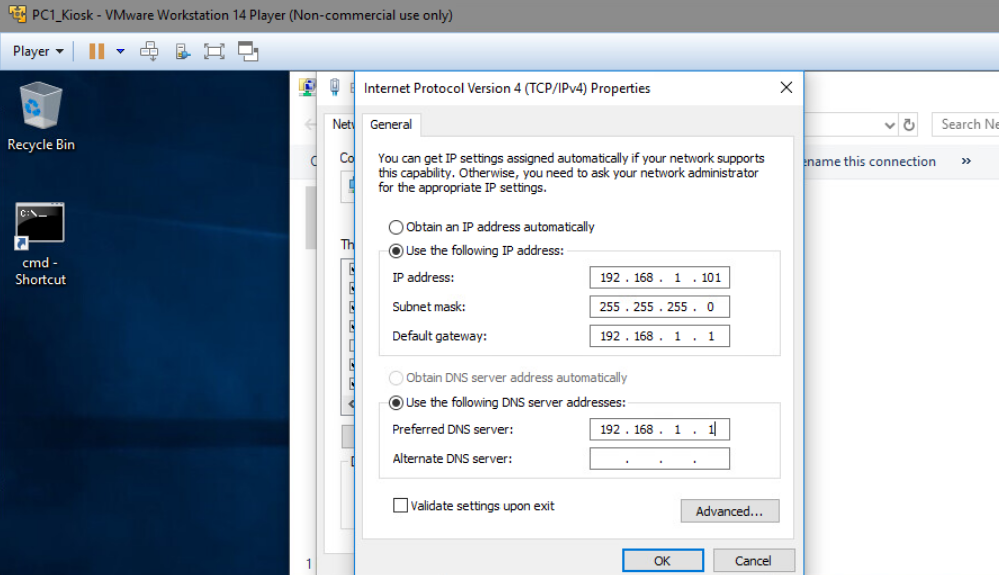 PC1_Kiosk - VMware Workstation 14 Player (Non-commercial use only)
Player
Recycle Bin
C:\_
cmd -
Shortcut
Internet Protocol Version 4 (TCP/IPv4) Properties
General
You can get IP settings assigned automatically if your network supports
this capability. Otherwise, you need to ask your network administrator
for the appropriate IP settings.
Obtain an IP address automatically
Use the following IP address:
IP address: 192 . 168 . 1 . 101
Subnet mask: 255 . 255 . 255 . 0
Default gateway: 192 . 168 . 1 . 1
Obtain DNS server address automatically
Use the following DNS server addresses:
Preferred DNS server: 192 . 168 . 1 . 1
Alternate DNS server: . . .
Validate settings upon exit
Advanced...
OK Cancel
Search Ne
ename this connection »
Netw
Co
Th
1